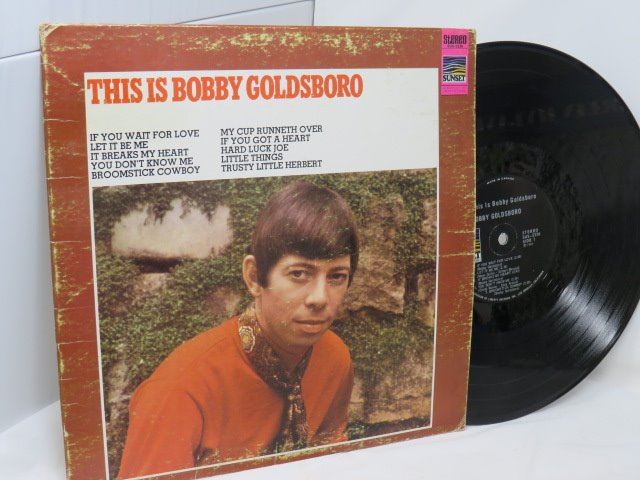 STEREO
SUNSET
THIS IS BOBBY GOLDSBORO
IF YOU WAIT FOR LOVE
LET IT BE ME
IT BREAKS MY HEART
YOU DON'T KNOW ME
BROOMSTICK COWBOY
MY CUP RUNNETH OVER
IF YOU GOT A HEART
HARD LUCK JOE
LITTLE THINGS
TRUSTY LITTLE HERBERT
This Is Bobby Goldsboro
BOBBY GOLDSBORO
STEREO
SIDE 1